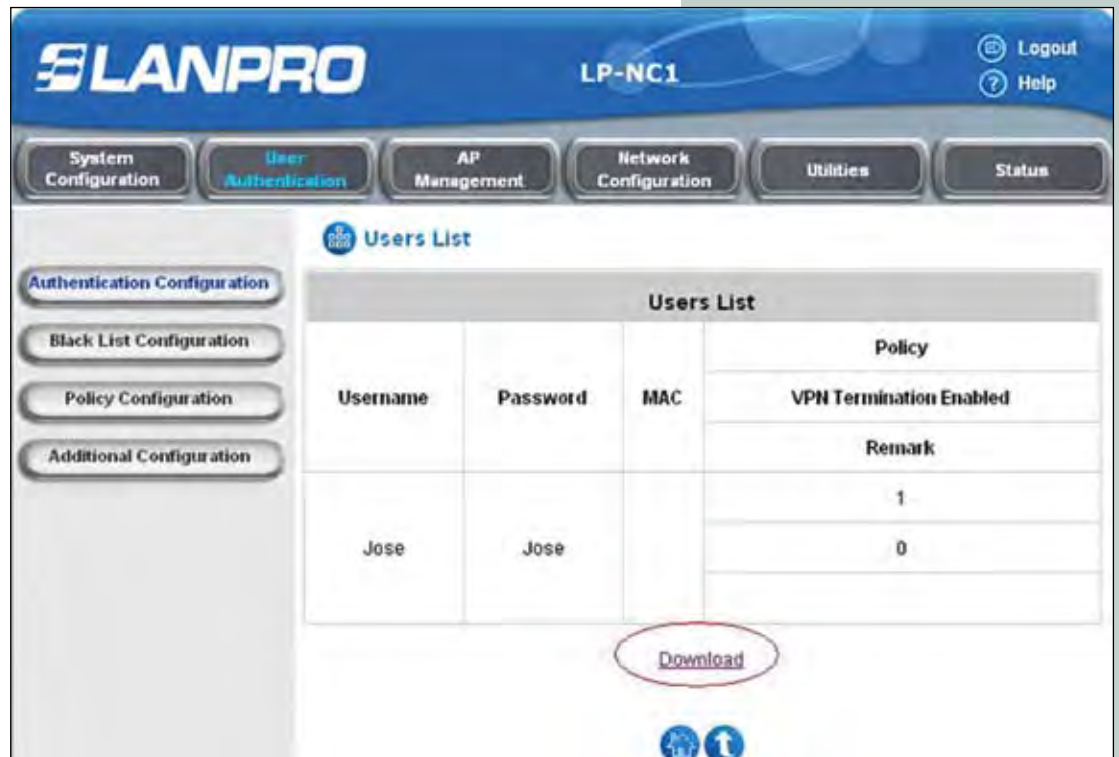 LANPRO
LP-NC1
Logout
Help
System
Configuration
User
Authentication
AP
Management
Network
Configuration
Utilities
Status
Users List
Authentication Configuration
Black List Configuration
Policy Configuration
Additional Configuration
Users List
Username
Password
MAC
Policy
VPN Termination Enabled
Remark
Jose
Jose
1
0
Download